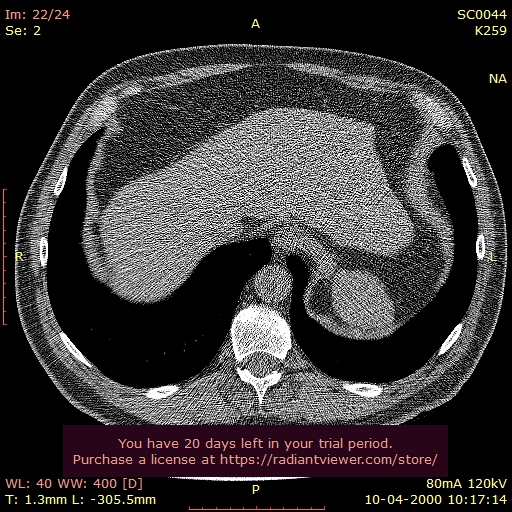 Im: 22/24
Se: 2
A
SC0044
K259
NA
R
L
You have 20 days left in your trial period.
Purchase a license at https://radiantviewer.com/store/
WL: 40 WW: 400 [D]
T: 1.3mm L: -305.5mm
P
80mA 120kV
10-04-2000 10:17:14